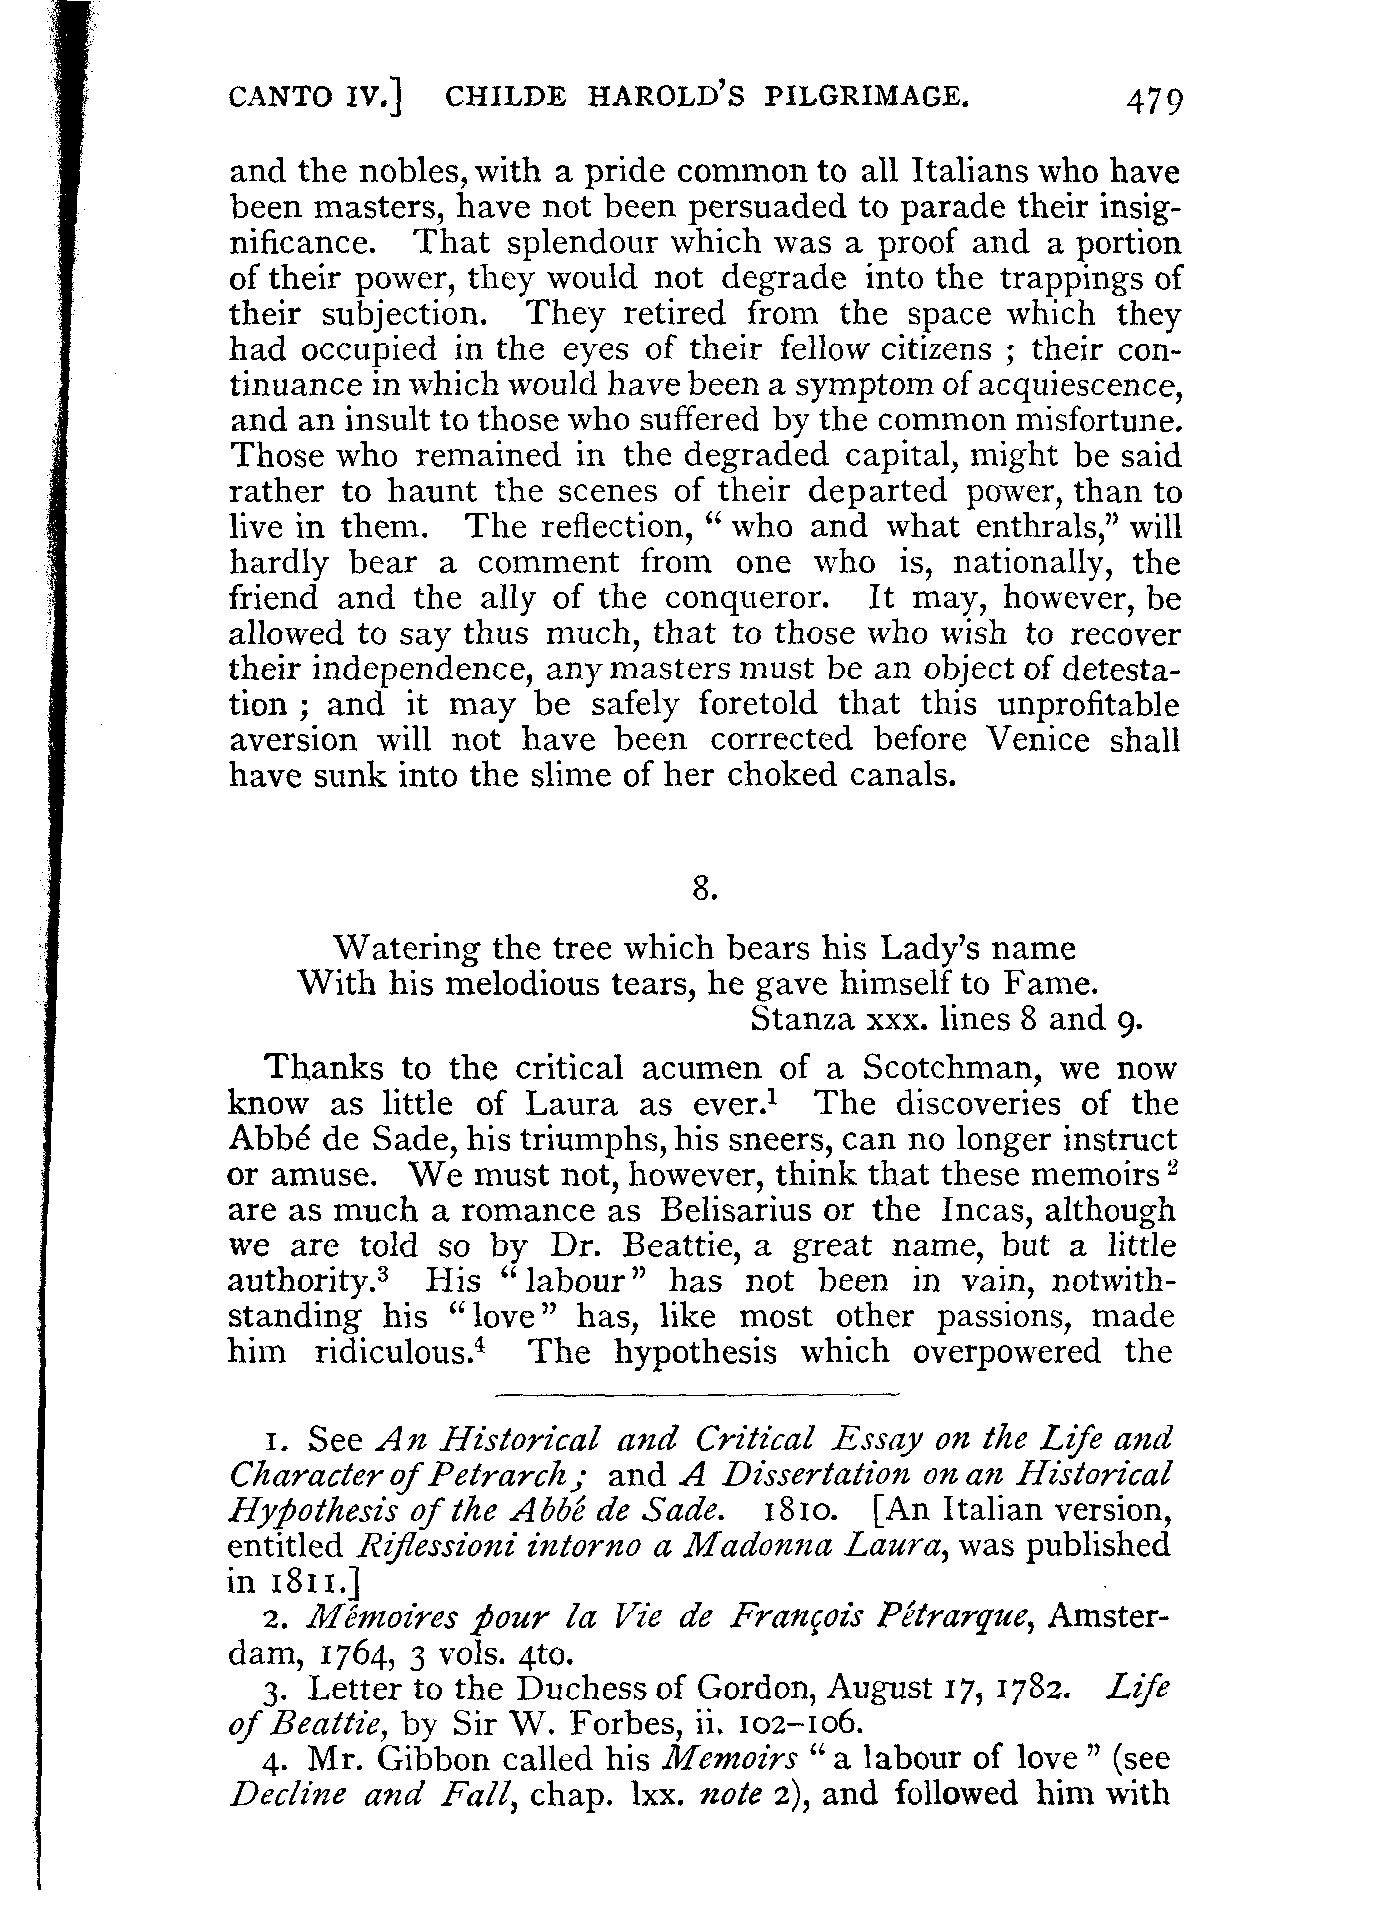 CANTO IV.] CHILDE HAROLD'S PILGRIMAGE. 479
and the nobles, with a pride common to all Italians who have
been masters, have not been persuaded to parade their insig-
nificance. That splendour which was a proof and a portion
of their power, they would not degrade into the trappings of
their subjection. They retired from the space which they
had occupied in the eyes of their fellow citizens ; their con-
tinuance in which would have been a symptom of acquiescence,
and an insult to those who suffered by the common misfortune.
Those who remained in the degraded capital, might be said
rather to haunt the scenes of their departed power, than to
live in them. The reflection, “ who and what enthrals,” will
hardly bear a comment from one who is, nationally, the
friend and the ally of the conqueror. It may, however, be
allowed to say thus much, that to those who wish to recover
their independence, any masters must be an object of detesta-
tion ; and it may be safely foretold that this unprofitable
aversion will not have been corrected before Venice shall
have sunk into the slime of her choked canals.
8.
Watering the tree which bears his Lady's name
With his melodious tears, he gave himself to Fame.
Stanza xxx. lines 8 and 9.
Thanks to the critical acumen of a Scotchman, we now
know as little of Laura as ever.¹ The discoveries of the
Abbé de Sade, his triumphs, his sneers, can no longer instruct
or amuse. We must not, however, think that these memoirs ²
are as much a romance as Belisarius or the Incas, although
we are told so by Dr. Beattie, a great name, but a little
authority.³ His “labour” has not been in vain, notwith-
standing his “love” has, like most other passions, made
him ridiculous.⁴ The hypothesis which overpowered the
1. See An Historical and Critical Essay on the Life and
Character of Petrarch ; and A Dissertation on an Historical
Hypothesis of the Abbé de Sade. 1810. [An Italian version,
entitled Riflessioni intorno a Madonna Laura, was published
in 1811.]
2. Mémoires pour la Vie de François Pétrarque, Amster-
dam, 1764, 3 vols. 4to.
3. Letter to the Duchess of Gordon, August 17, 1782. Life
of Beattie, by Sir W. Forbes, ii. 102–106.
4. Mr. Gibbon called his Memoirs “ a labour of love ” (see
Decline and Fall, chap. lxx. note 2), and followed him with